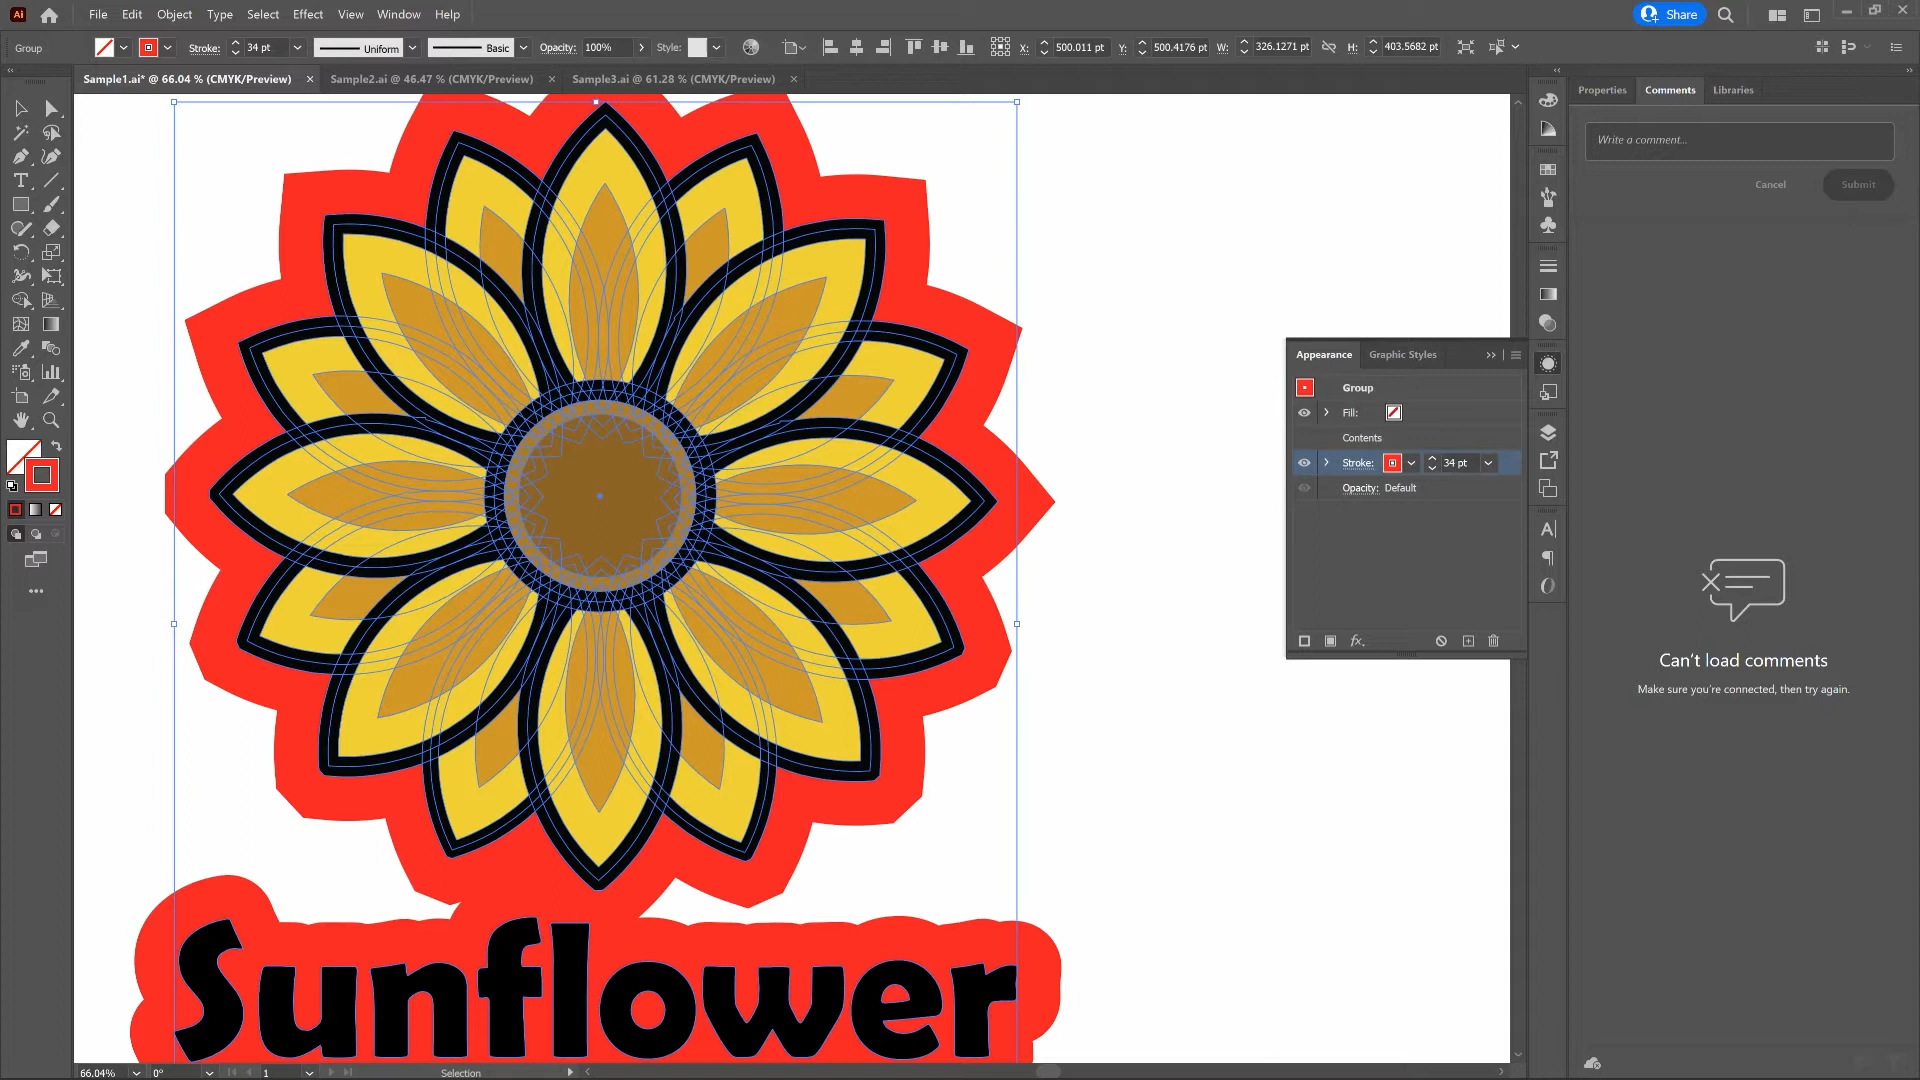 Ai File Edit Object Type Select Effect View Window Help Share
Group Stroke: 34 pt Uniform Basic Opacity: 100% Style: X: 500.011 pt Y: 500.4176 pt W: 326.1271 pt H: 403.5682 pt
Sample1.ai* @ 66.04 % (CMYK/Preview) Sample2.ai @ 46.47 % (CMYK/Preview) Sample3.ai @ 61.28 % (CMYK/Preview)
Properties Comments Libraries
Write a comment...
Cancel Submit
Appearance Graphic Styles
Group
Fill:
Contents
Stroke: 34 pt
Opacity: Default
fx.
Can't load comments
Make sure you're connected, then try again.
Sunflower
66.04% 0° 1 Selection